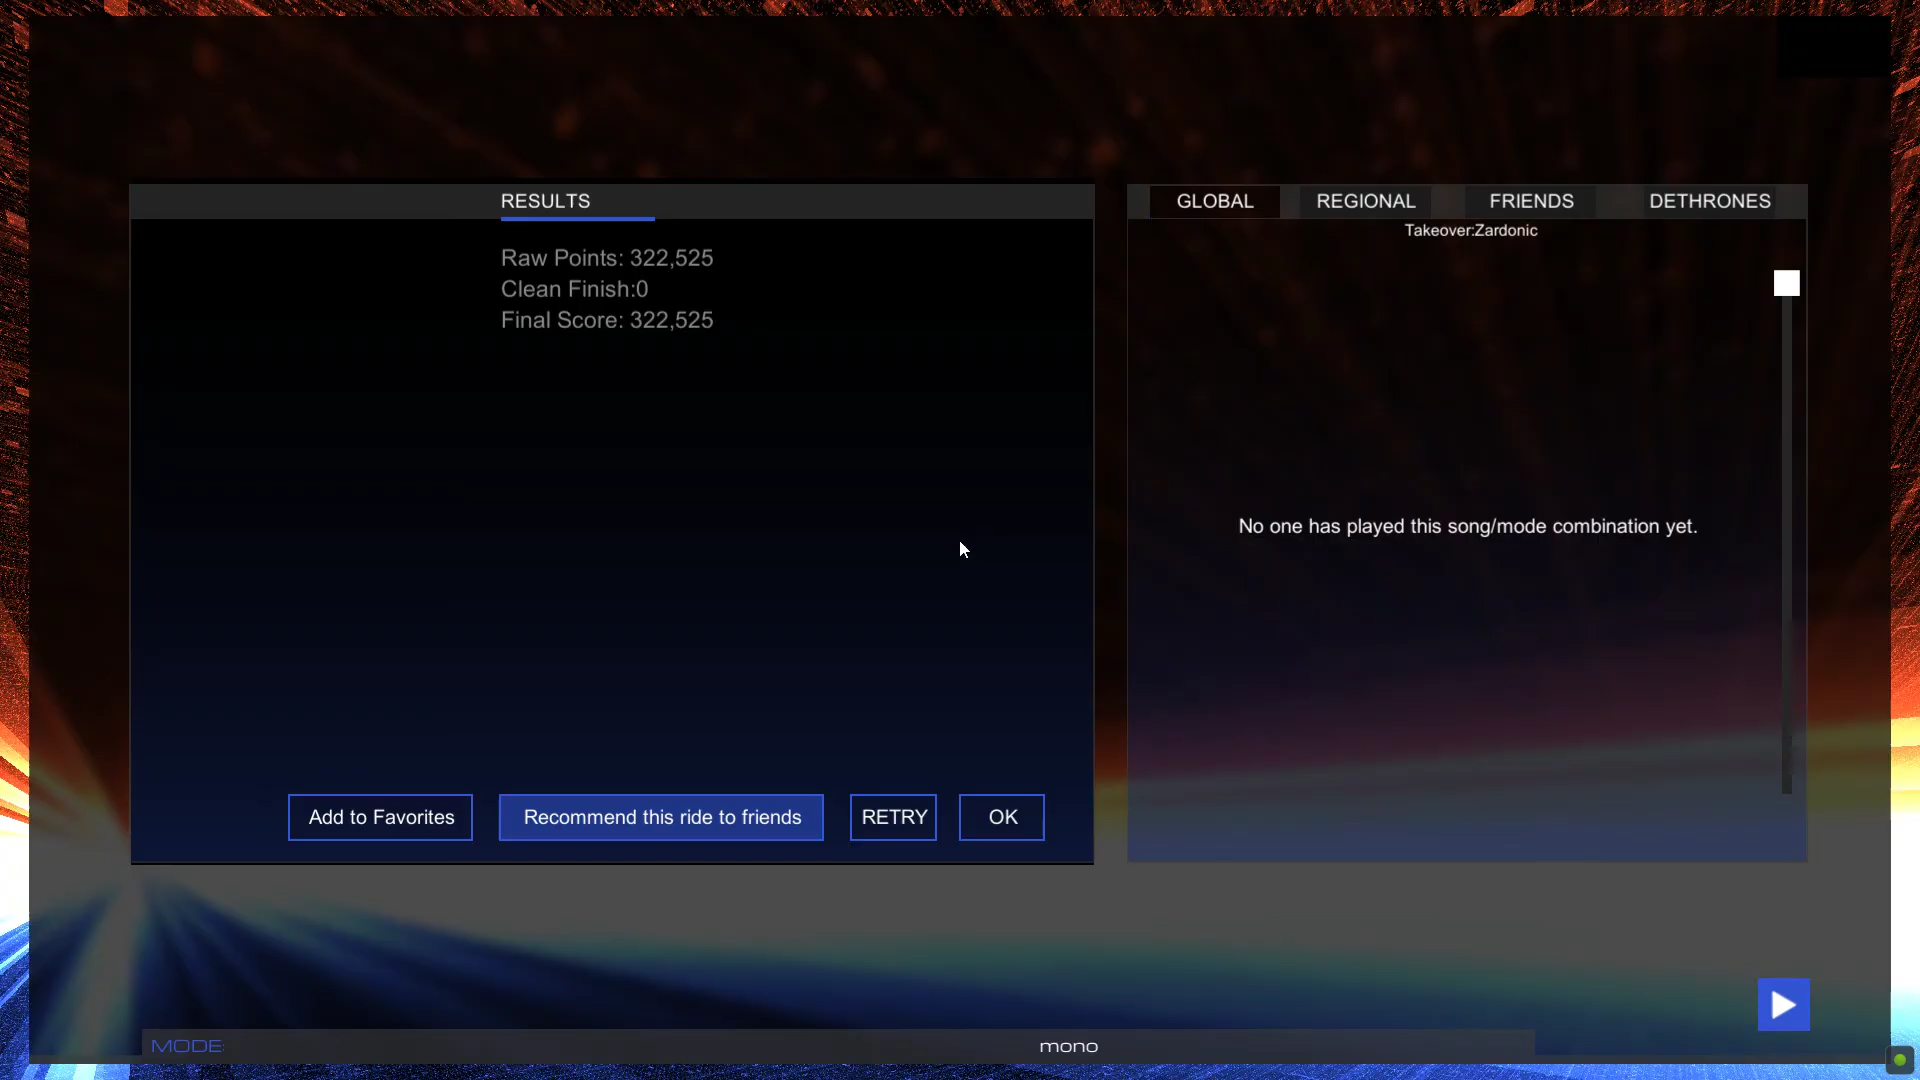 RESULTS
Raw Points: 322,525
Clean Finish:0
Final Score: 322,525
Add to Favorites
Recommend this ride to friends
RETRY
OK
GLOBAL
REGIONAL
FRIENDS
DETHRONES
Takeover:Zardonic
No one has played this song/mode combination yet.
MODE:
mono